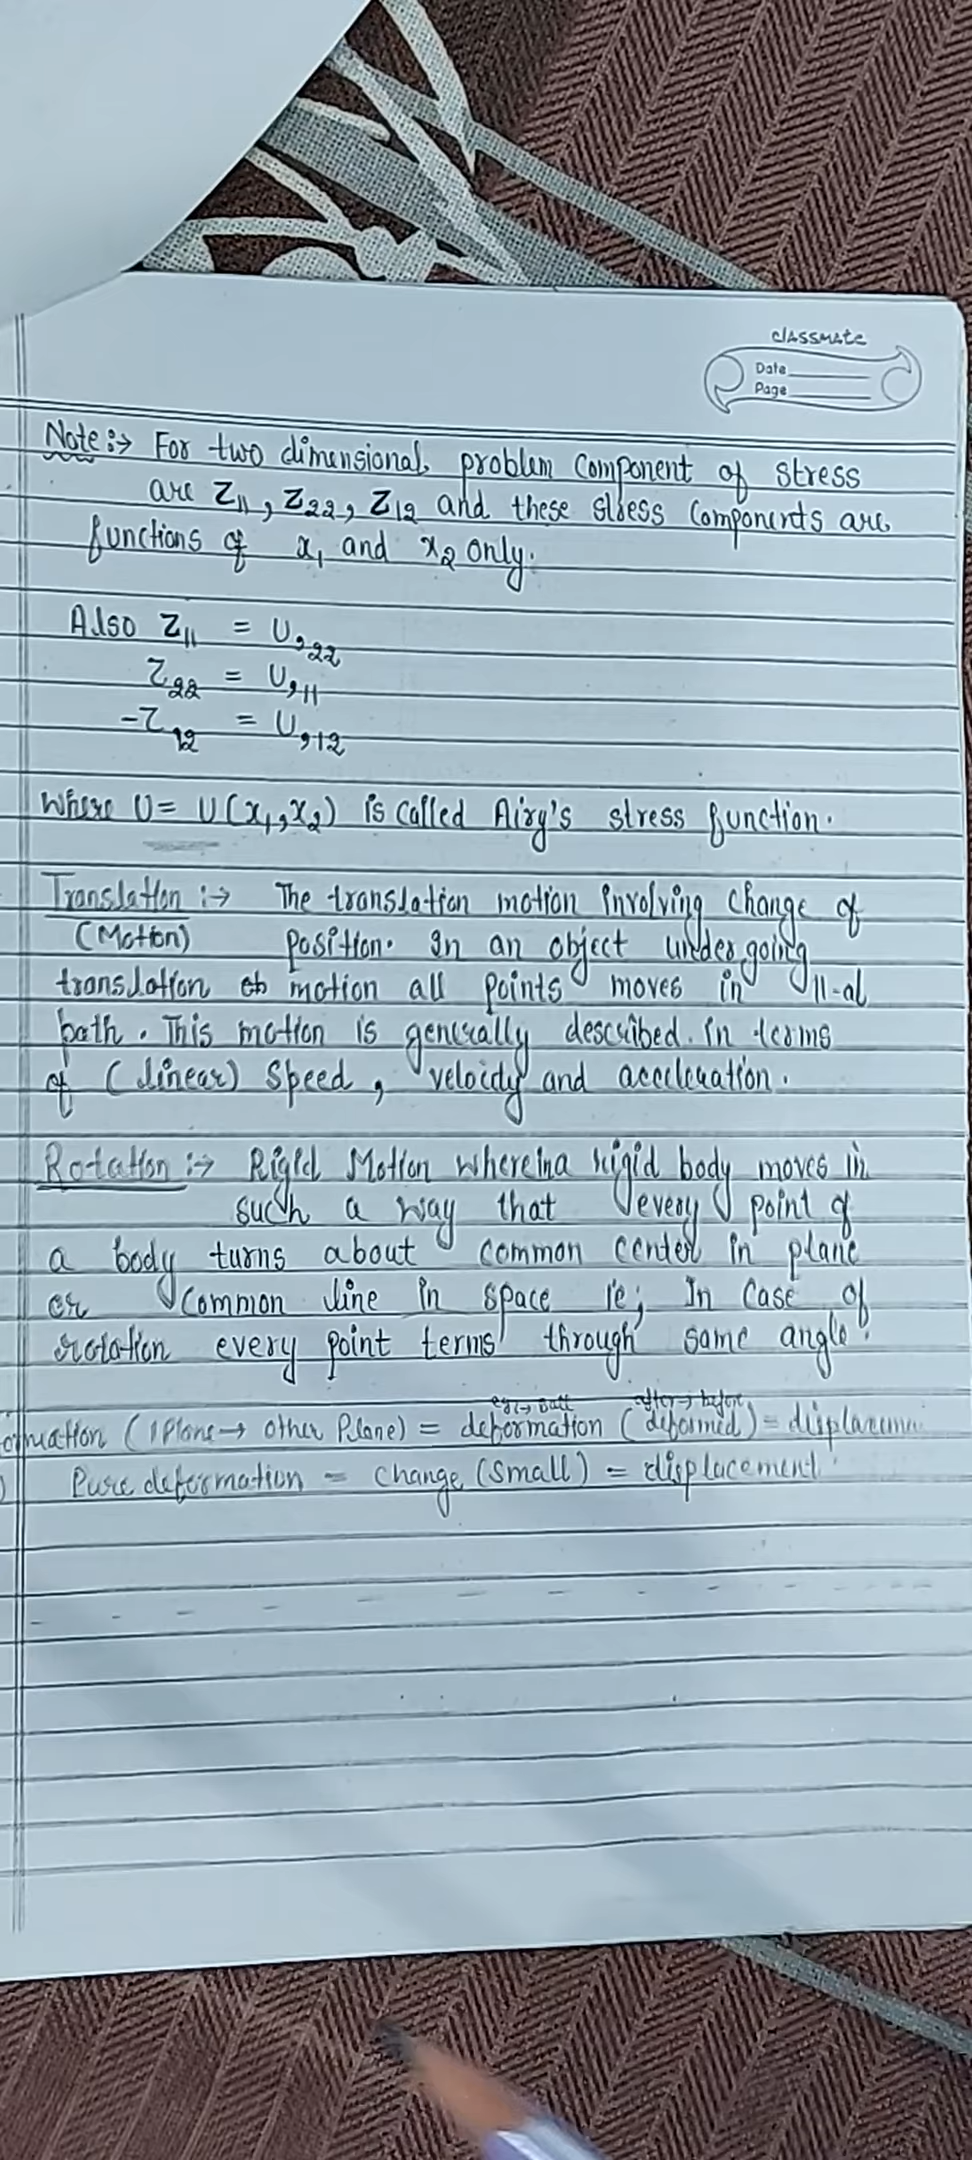 classmate
Date
Page
Note :→ For two dimensional problem component of stress
are τ₁₁, τ₂₂, τ₁₂ and these stress components are
functions of x₁ and x₂ only.
Also τ₁₁ = U,₂₂
τ₂₂ = U,₁₁
-τ₁₂ = U,₁₂
Where U = U(x₁,x₂) is called Airy's stress function.
Translation :→ The translation motion involving change of
(Motion) position. In an object undergoing
translation motion all points moves in ||-al
path. This motion is generally described in terms
of (linear) speed, velocity and acceleration.
Rotation :→ Rigid Motion wherein a rigid body moves in
such a way that every point of
a body turns about common center in plane
or common line in space ie; In case of
rotation every point terms through same angle.
after → before
(1 Plane → other Plane) = deformation (deformed) =
Pure deformation = change (small) = displacement